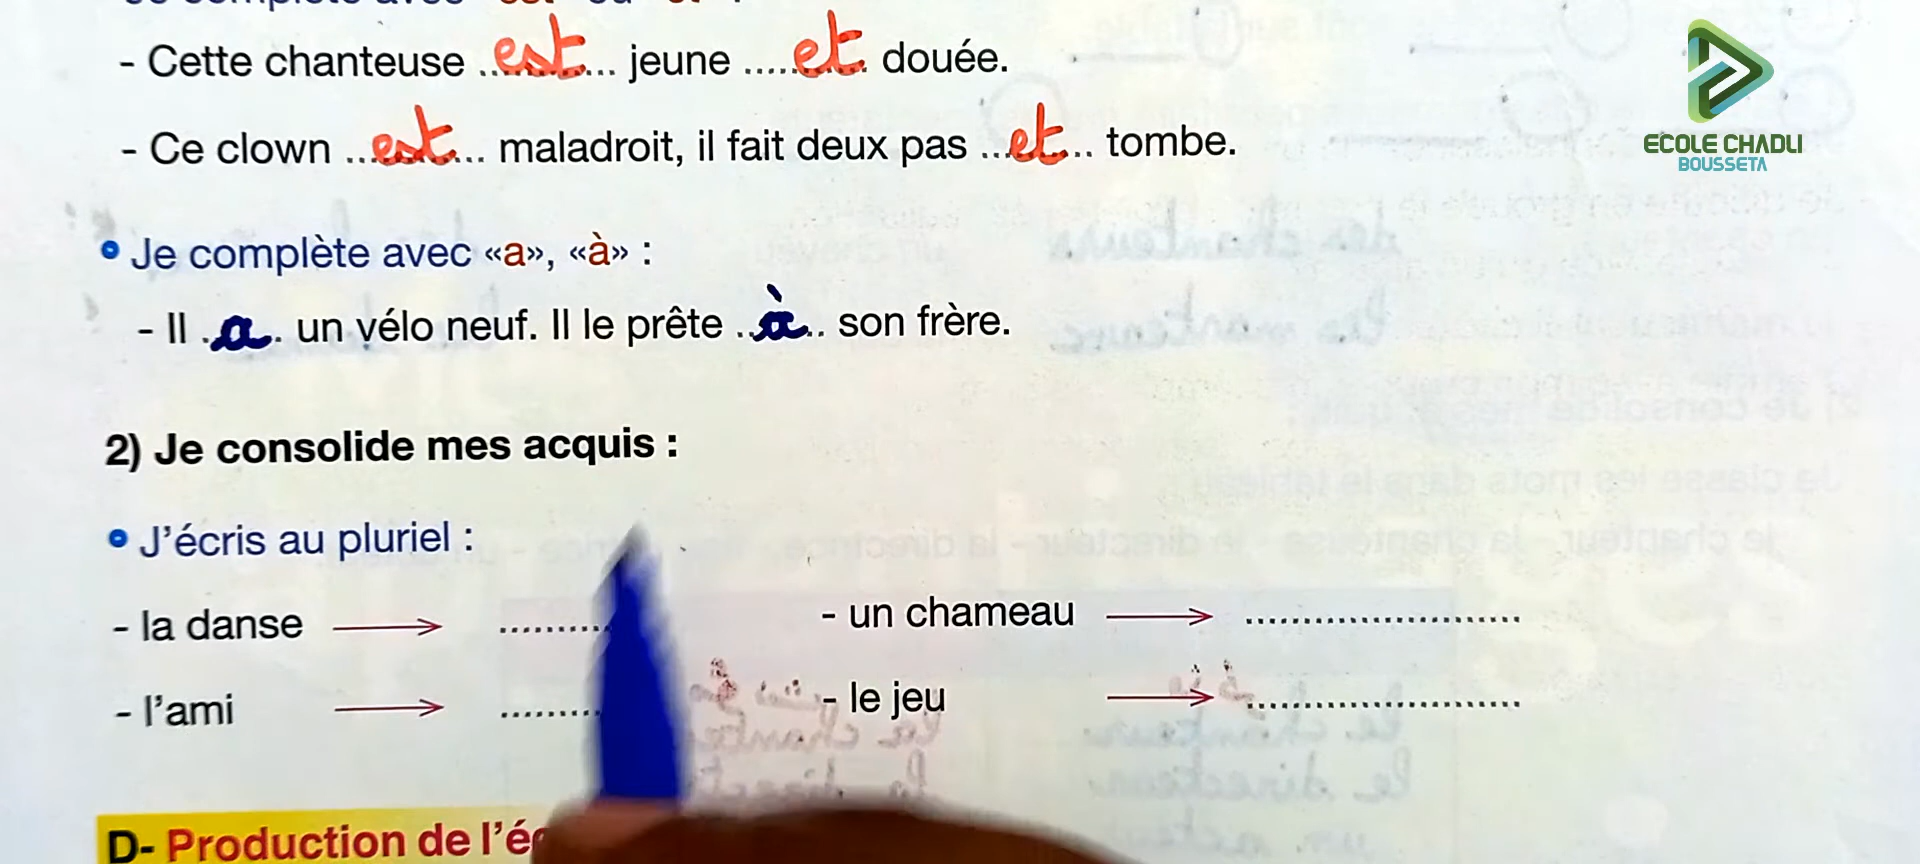 - Cette chanteuse ...est... jeune ...et... douée.
- Ce clown ...est... maladroit, il fait deux pas ...et... tombe.
• Je complète avec «a», «à» :
- Il .a. un vélo neuf. Il le prête ..à.. son frère.
2) Je consolide mes acquis :
• J'écris au pluriel :
- la danse → .......... - un chameau → ..........
- l'ami → .......... - le jeu → ..........
D- Production de l'é
ECOLE CHADLI
BOUSSETA